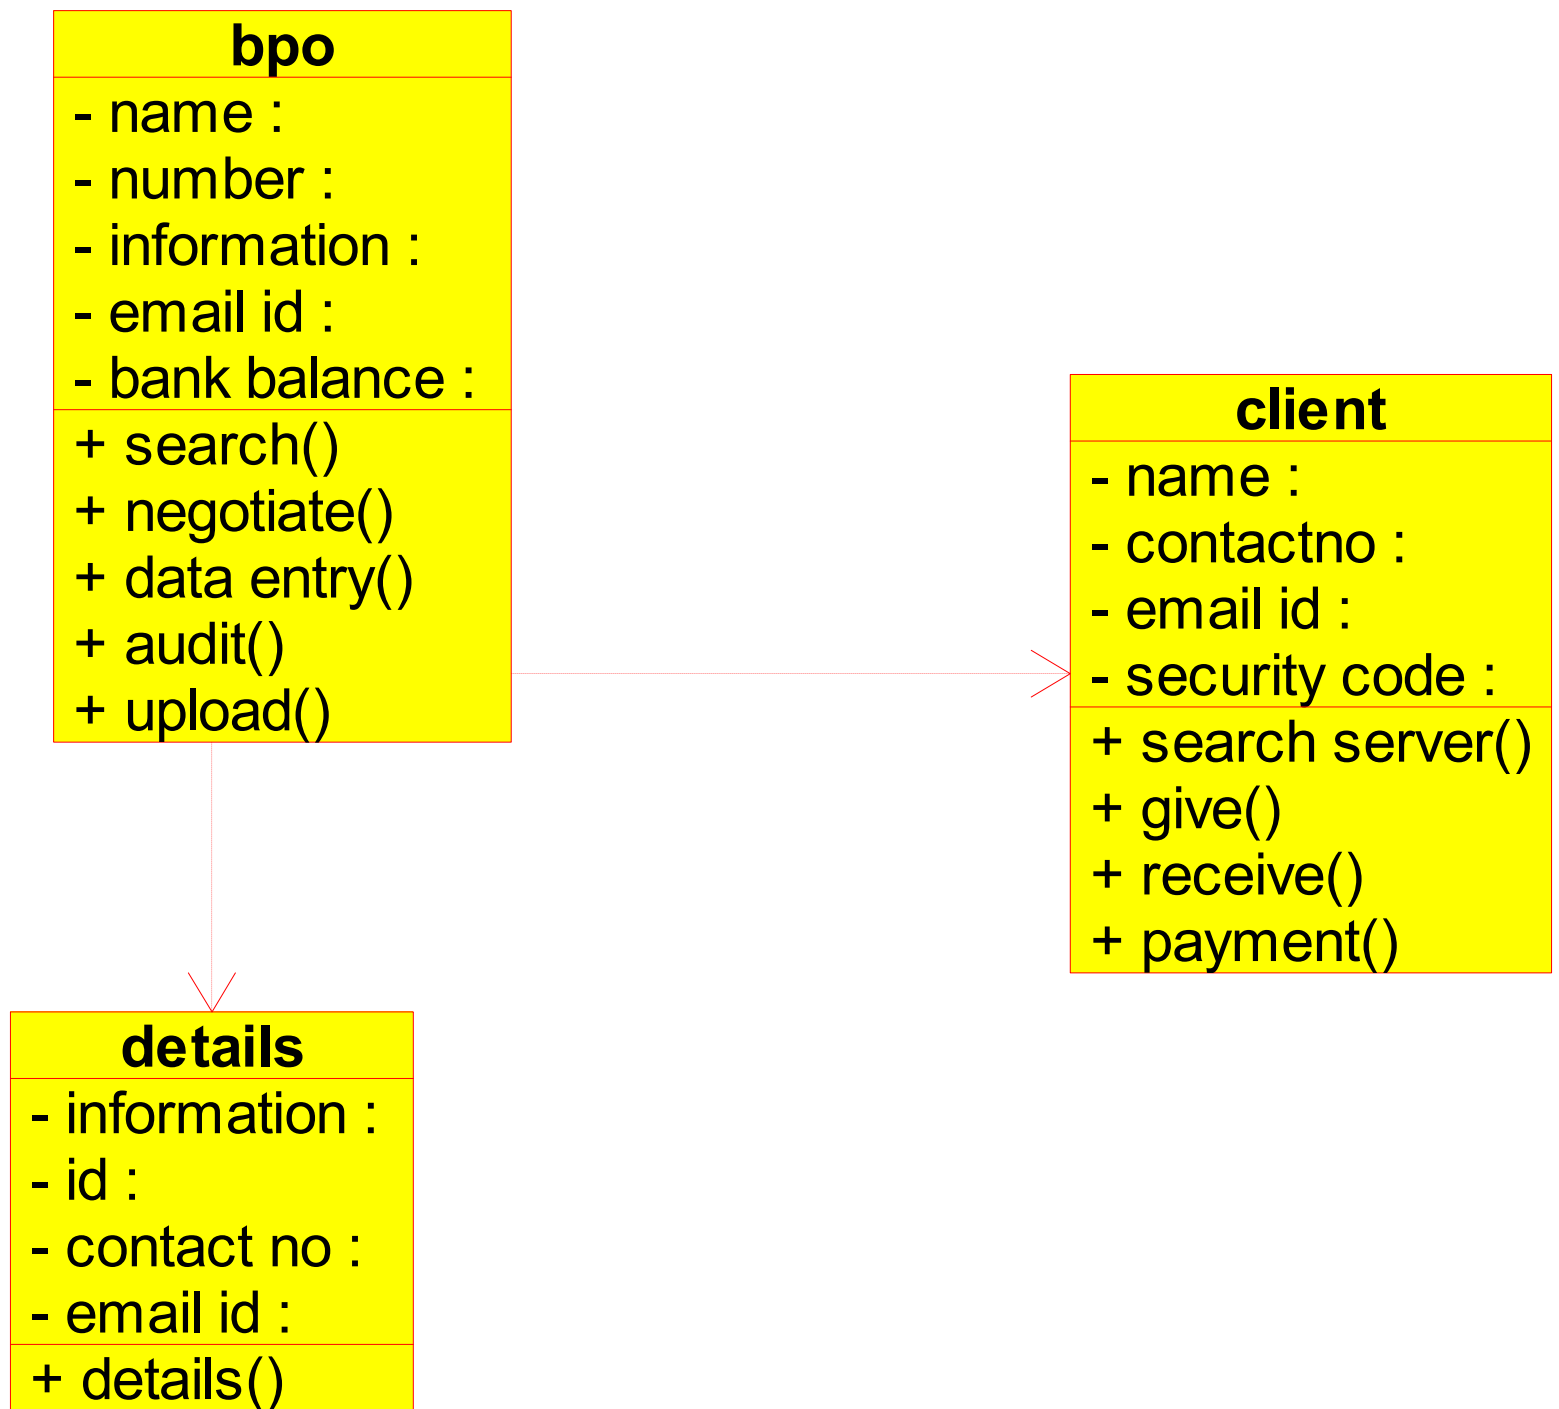 bpo
- name :
- number :
- information :
- email id :
- bank balance :
+ search()
+ negotiate()
+ data entry()
+ audit()
+ upload()
client
- name :
- contactno :
- email id :
- security code :
+ search server()
+ give()
+ receive()
+ payment()
details
- information :
- id :
- contact no :
- email id :
+ details()